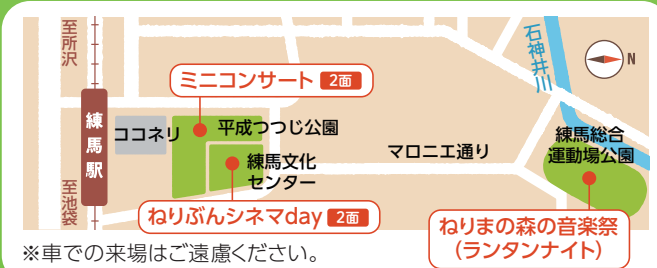 至所沢
練馬駅
至池袋
ココネリ
ミニコンサート 2面
平成つつじ公園
練馬文化
センター
ねりぶんシネマday 2面
マロニエ通り
石神井川
N
練馬総合
運動場公園
ねりまの森の音楽祭
(ランタンナイト)
※車での来場はご遠慮ください。